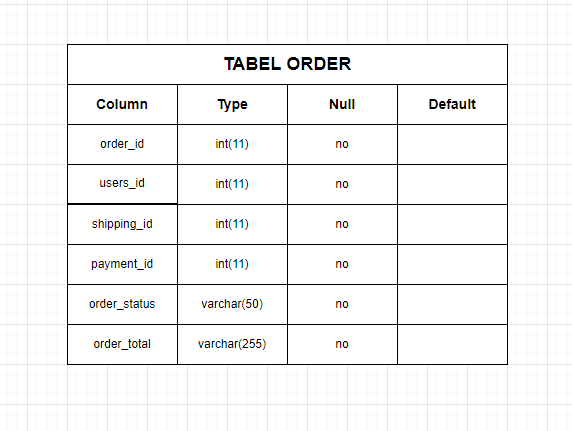 TABEL ORDER
Column Type Null Default
order_id int(11) no
users_id int(11) no
shipping_id int(11) no
payment_id int(11) no
order_status varchar(50) no
order_total varchar(255) no